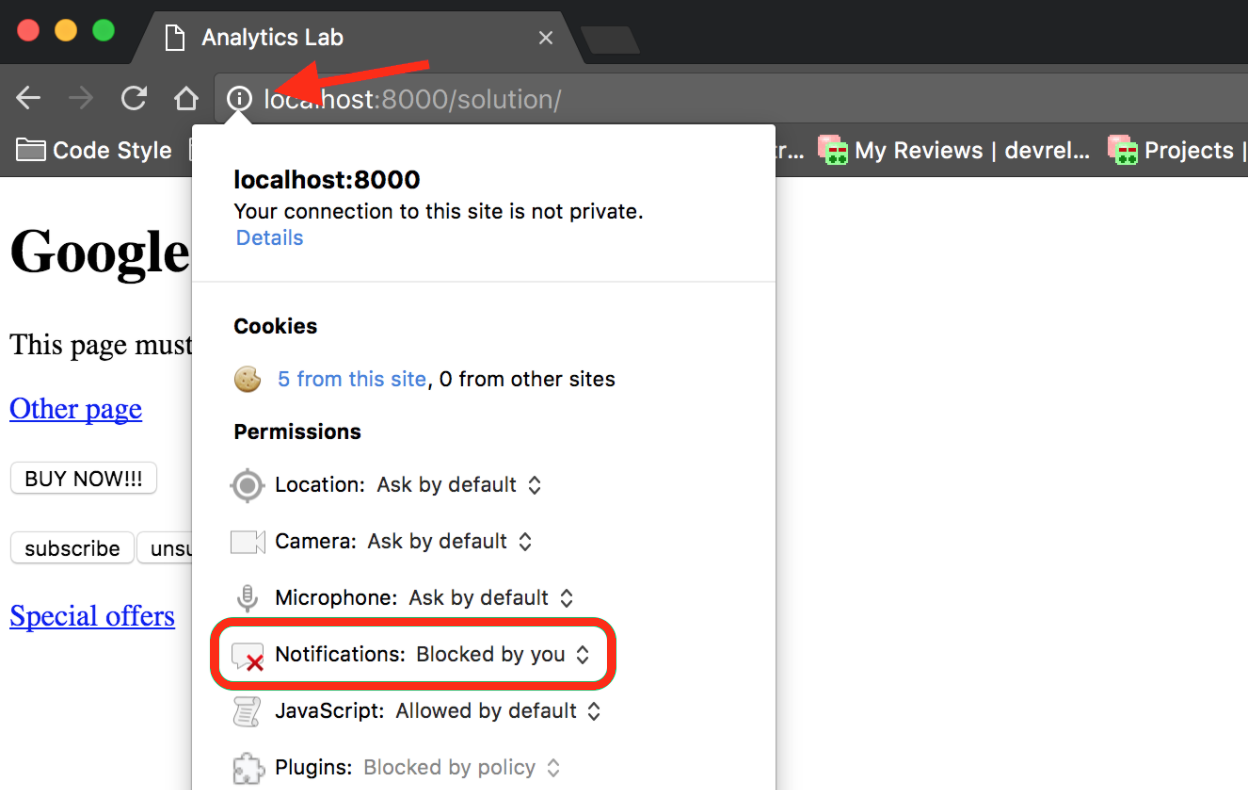 Analytics Lab
localhost:8000/solution/
Code Style
My Reviews | devrel...
Projects |
localhost:8000
Your connection to this site is not private.
Details
Google
This page must
Other page
BUY NOW!!!
subscribe
Special offers
Cookies
5 from this site, 0 from other sites
Permissions
Location: Ask by default
Camera: Ask by default
Microphone: Ask by default
Notifications: Blocked by you
JavaScript: Allowed by default
Plugins: Blocked by policy